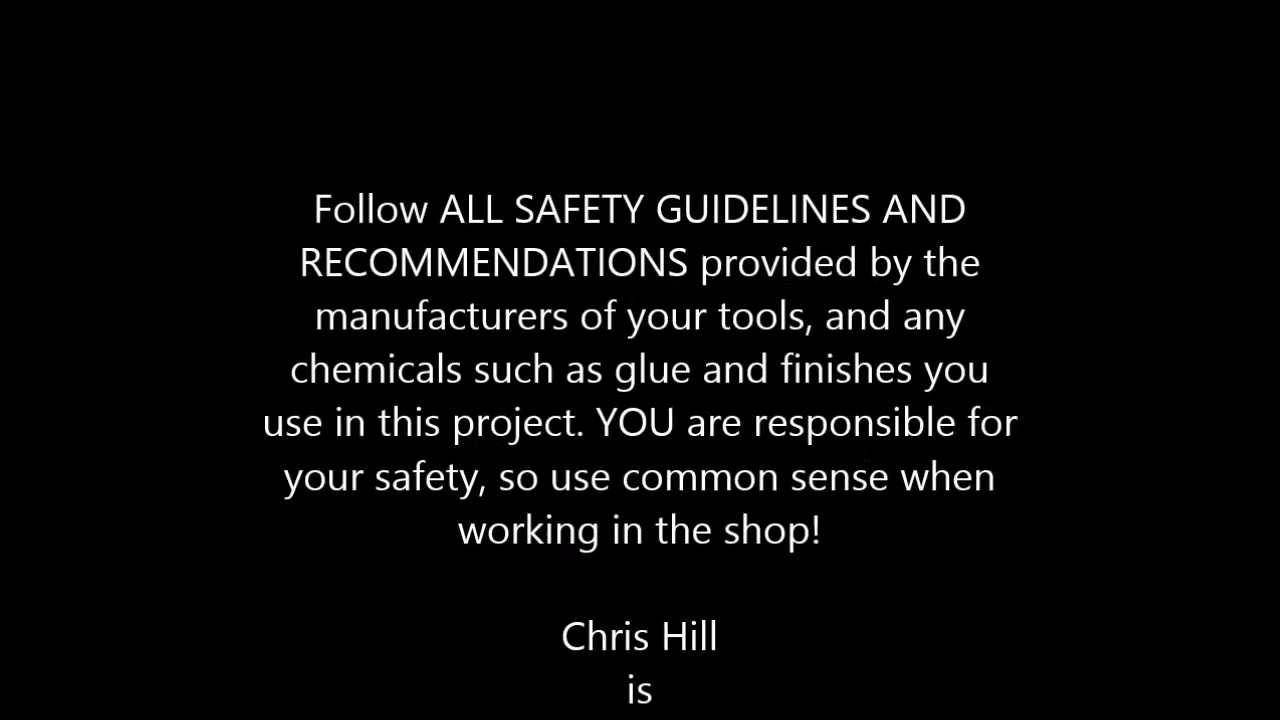 Follow ALL SAFETY GUIDELINES AND
RECOMMENDATIONS provided by the
manufacturers of your tools, and any
chemicals such as glue and finishes you
use in this project. YOU are responsible for
your safety, so use common sense when
working in the shop!
Chris Hill
is